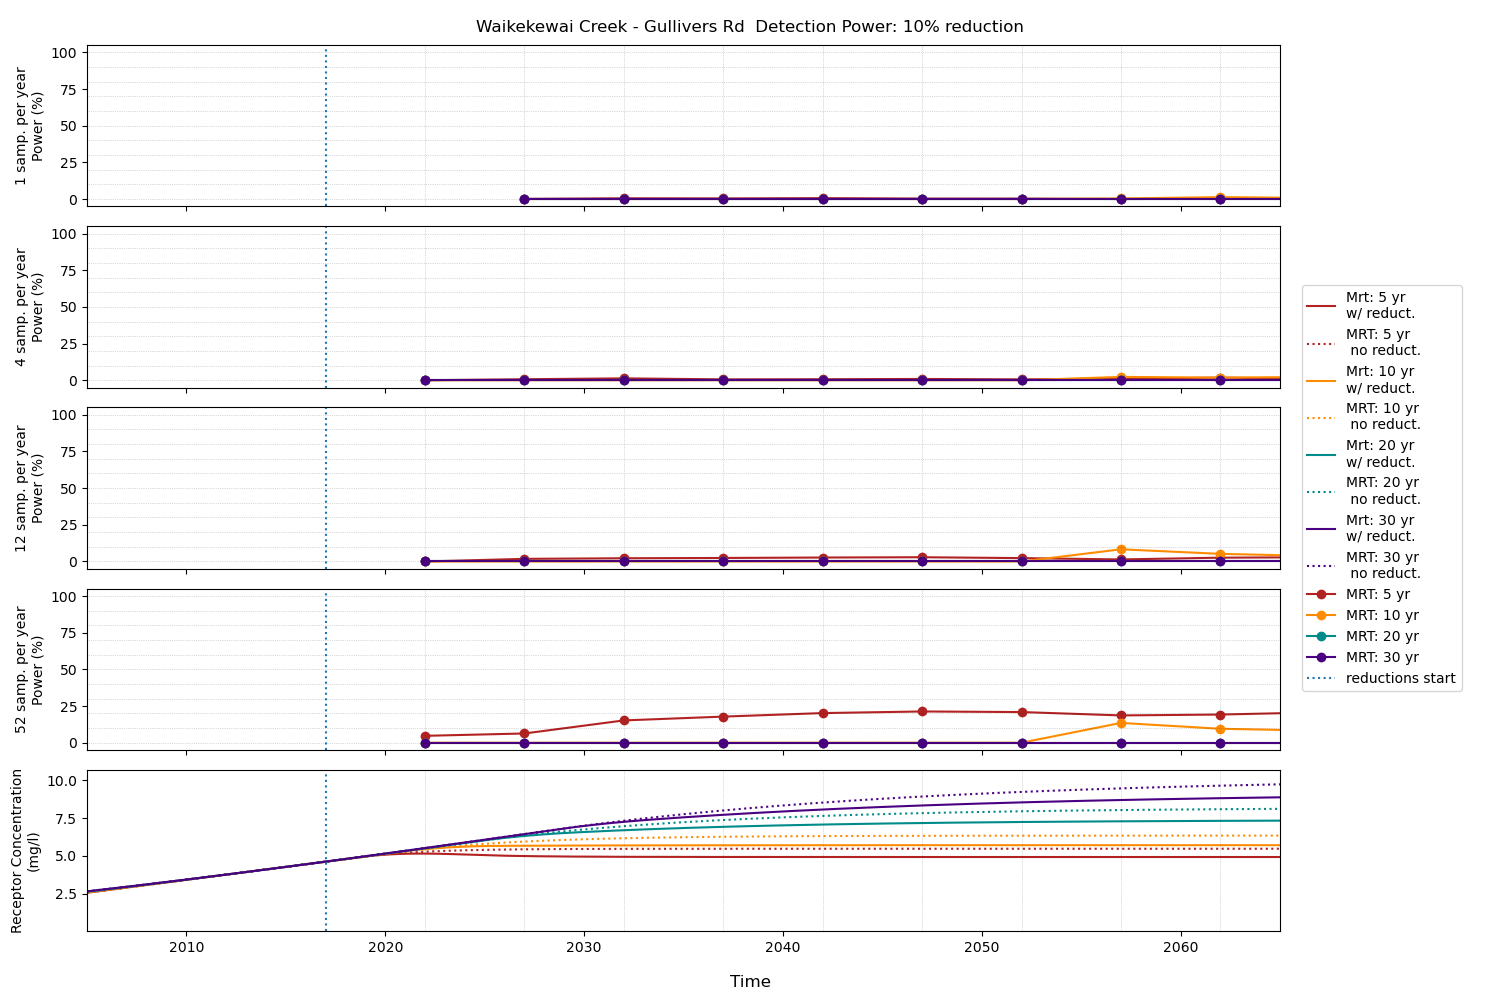 Waikekewai Creek - Gullivers Rd  Detection Power: 10% reduction
1 samp. per year
Power (%)
100
75
50
25
0
4 samp. per year
Power (%)
100
75
50
25
0
12 samp. per year
Power (%)
100
75
50
25
0
52 samp. per year
Power (%)
100
75
50
25
0
Receptor Concentration
(mg/l)
10.0
7.5
5.0
2.5
2010
2020
2030
2040
2050
2060
Time
Mrt: 5 yr
w/ reduct.
MRT: 5 yr
no reduct.
Mrt: 10 yr
w/ reduct.
MRT: 10 yr
no reduct.
Mrt: 20 yr
w/ reduct.
MRT: 20 yr
no reduct.
Mrt: 30 yr
w/ reduct.
MRT: 30 yr
no reduct.
MRT: 5 yr
MRT: 10 yr
MRT: 20 yr
MRT: 30 yr
reductions start